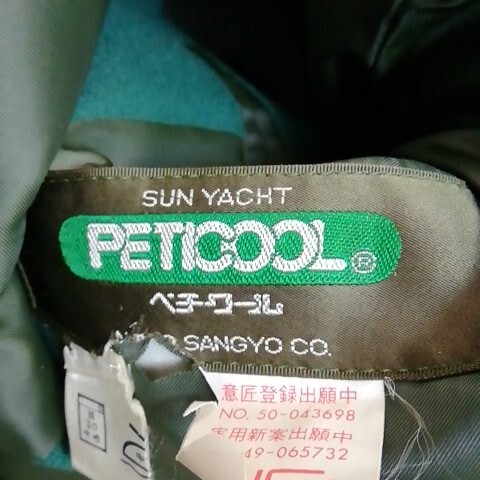 SUN YACHT
PETICOOL®
ペチクール
SANGYO CO.
意匠登録出願中
NO. 50-043698
実用新案出願中
49-065732